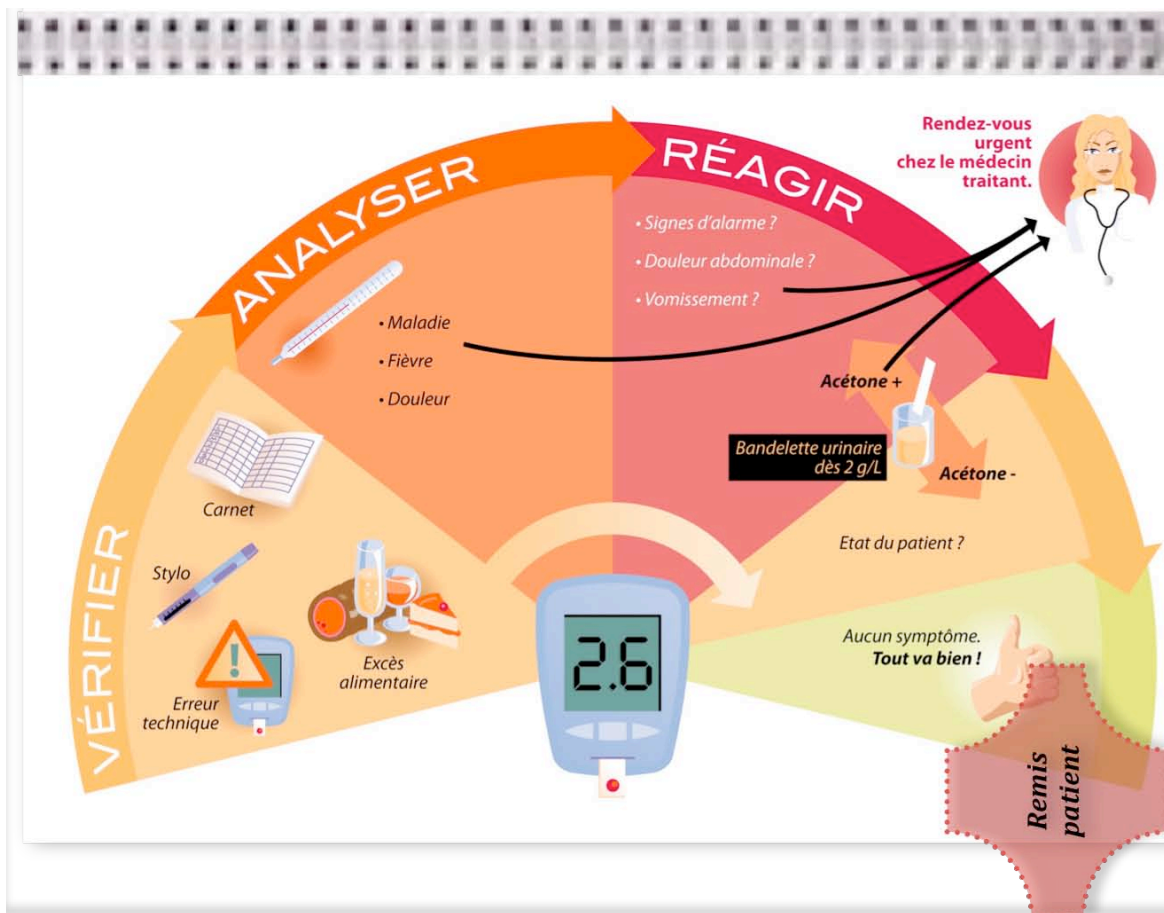 VÉRIFIER
ANALYSER
RÉAGIR
Rendez-vous
urgent
chez le médecin
traitant.
• Signes d'alarme ?
• Douleur abdominale ?
• Vomissement ?
• Maladie
• Fièvre
• Douleur
Acétone +
Bandelette urinaire
dès 2 g/L
Acétone -
Carnet
Stylo
Erreur
technique
Excès
alimentaire
2.6
Etat du patient ?
Aucun symptôme.
Tout va bien !
Remis
patient